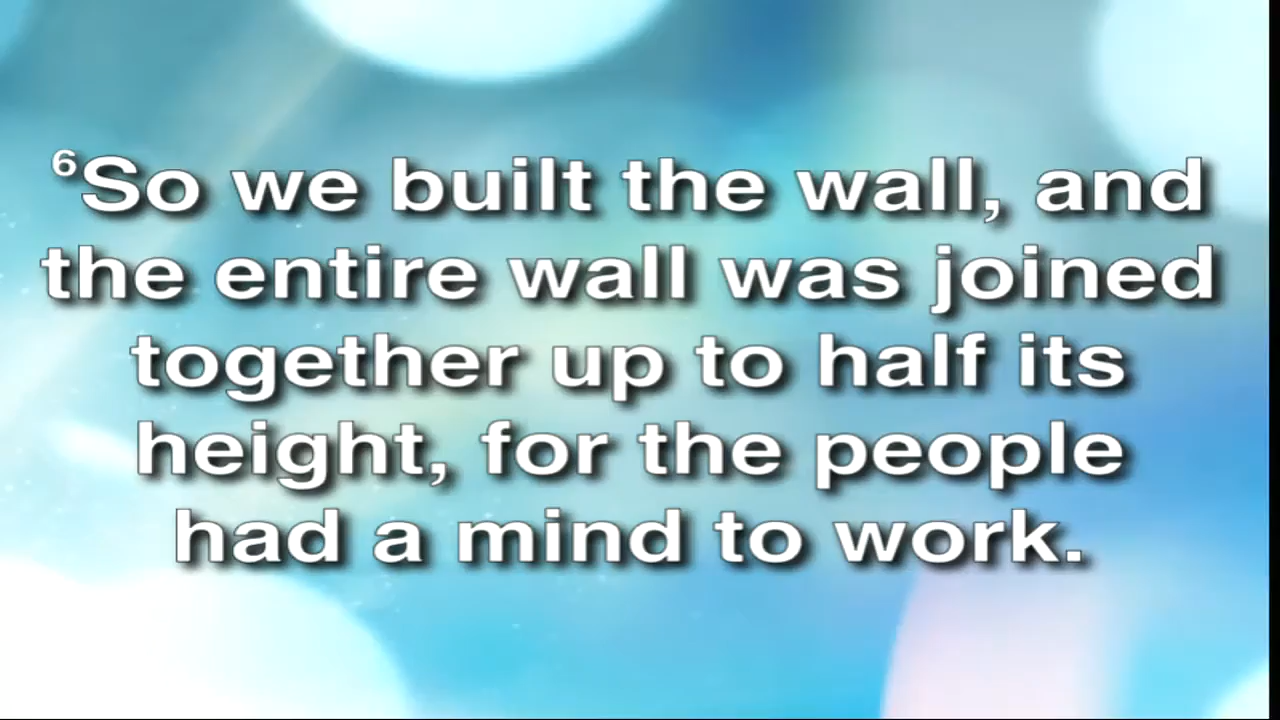 ⁶So we built the wall, and
the entire wall was joined
together up to half its
height, for the people
had a mind to work.